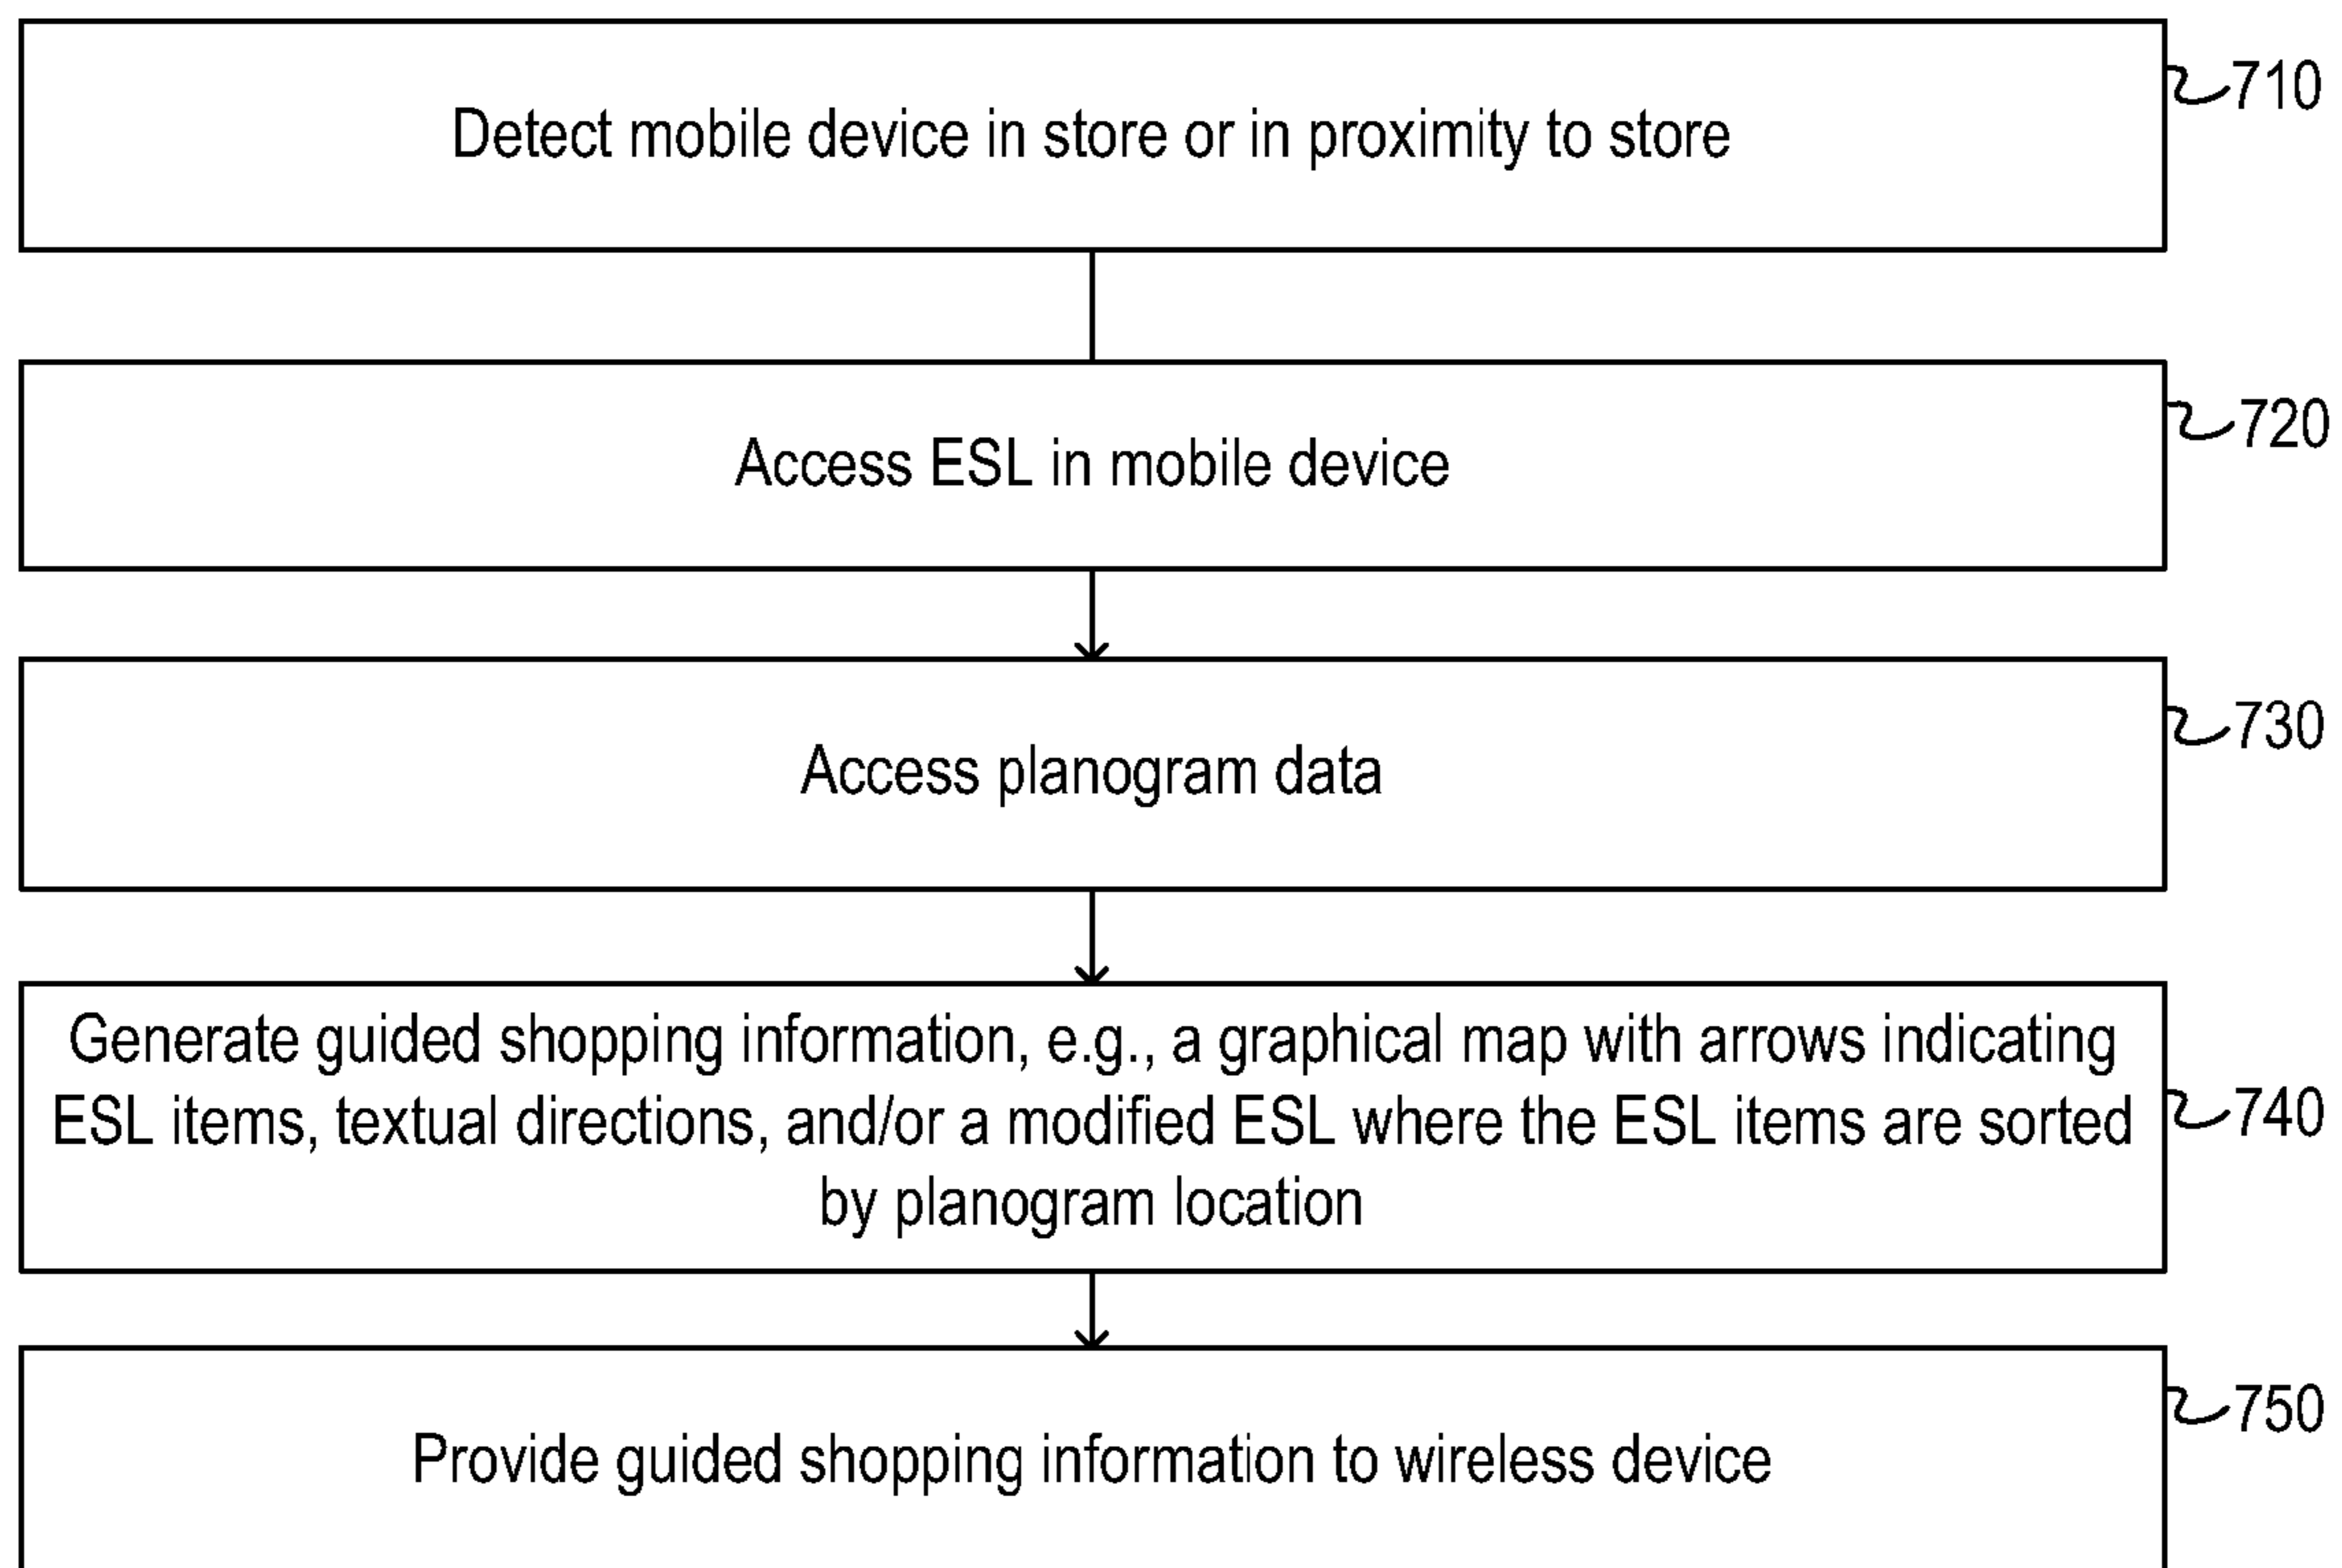 Detect mobile device in store or in proximity to store
710
Access ESL in mobile device
720
Access planogram data
730
Generate guided shopping information, e.g., a graphical map with arrows indicating
ESL items, textual directions, and/or a modified ESL where the ESL items are sorted
by planogram location
740
Provide guided shopping information to wireless device
750